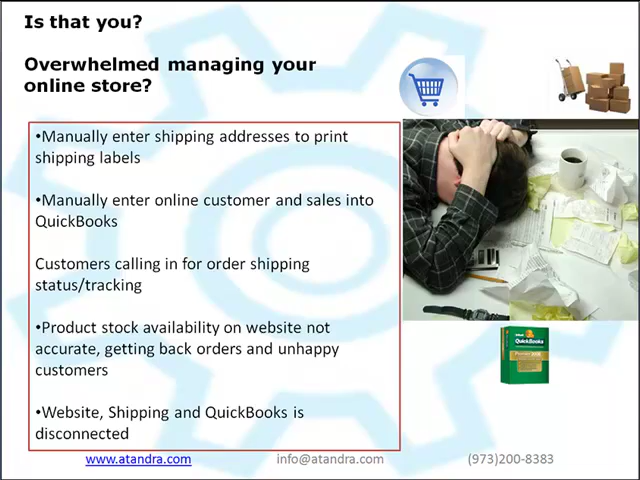 Is that you?
Overwhelmed managing your
online store?
•Manually enter shipping addresses to print
shipping labels
•Manually enter online customer and sales into
QuickBooks
Customers calling in for order shipping
status/tracking
•Product stock availability on website not
accurate, getting back orders and unhappy
customers
•Website, Shipping and QuickBooks is
disconnected
QuickBooks
www.atandra.com info@atandra.com (973)200-8383